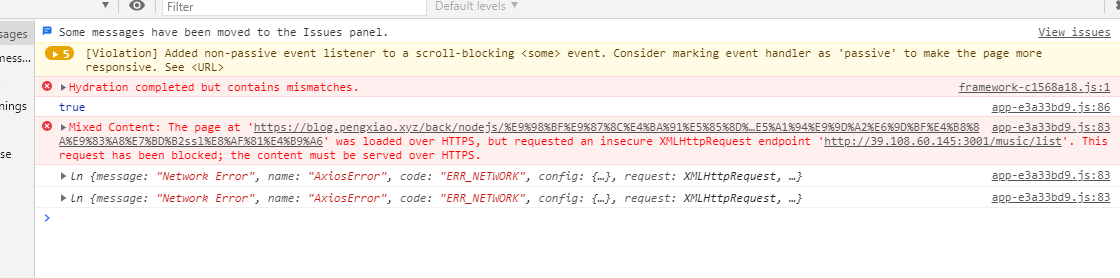 Filter
Default levels ▼
sages
Some messages have been moved to the Issues panel.
View issues
ness…
5
[Violation] Added non-passive event listener to a scroll-blocking <some> event. Consider marking event handler as 'passive' to make the page more
responsive. See <URL>
▶Hydration completed but contains mismatches.
framework-c1568a18.js:1
nings
true
app-e3a33bd9.js:86
▶Mixed Content: The page at 'https://blog.pengxiao.xyz/back/nodejs/%E9%98%BF%E9%87%8C%E4%BA%91%E5%85%8D%…E5%A1%94%E9%9D%A2%E6%9D%BF%E4%B8%8
app-e3a33bd9.js:83
A%E9%83%A8%E7%BD%B2ssl%E8%AF%81%E4%B9%A6' was loaded over HTTPS, but requested an insecure XMLHttpRequest endpoint 'http://39.108.60.145:3001/music/list'. This
se
request has been blocked; the content must be served over HTTPS.
▶ln {message: "Network Error", name: "AxiosError", code: "ERR_NETWORK", config: {…}, request: XMLHttpRequest, …}
app-e3a33bd9.js:83
▶ln {message: "Network Error", name: "AxiosError", code: "ERR_NETWORK", config: {…}, request: XMLHttpRequest, …}
app-e3a33bd9.js:83